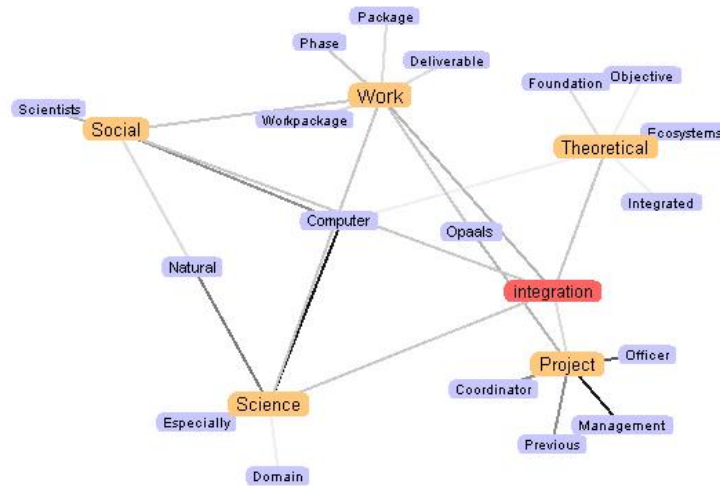 Package
Phase
Deliverable
Work
Foundation
Objective
Scientists
Social
Workpackage
Theoretical
Ecosystems
Integrated
Computer
Opaals
Natural
integration
Project
Officer
Coordinator
Science
Especially
Management
Previous
Domain